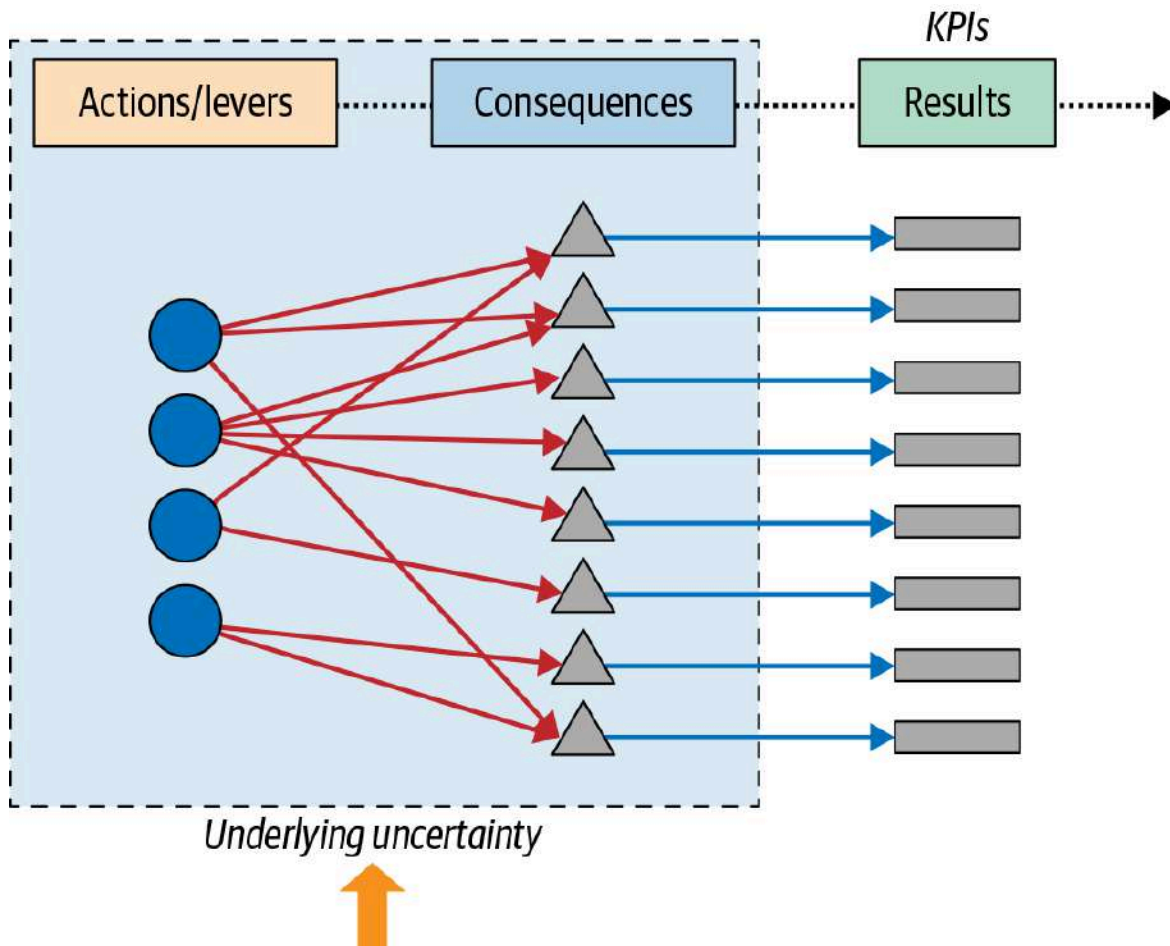 KPIs
Actions/levers
Consequences
Results
Underlying uncertainty